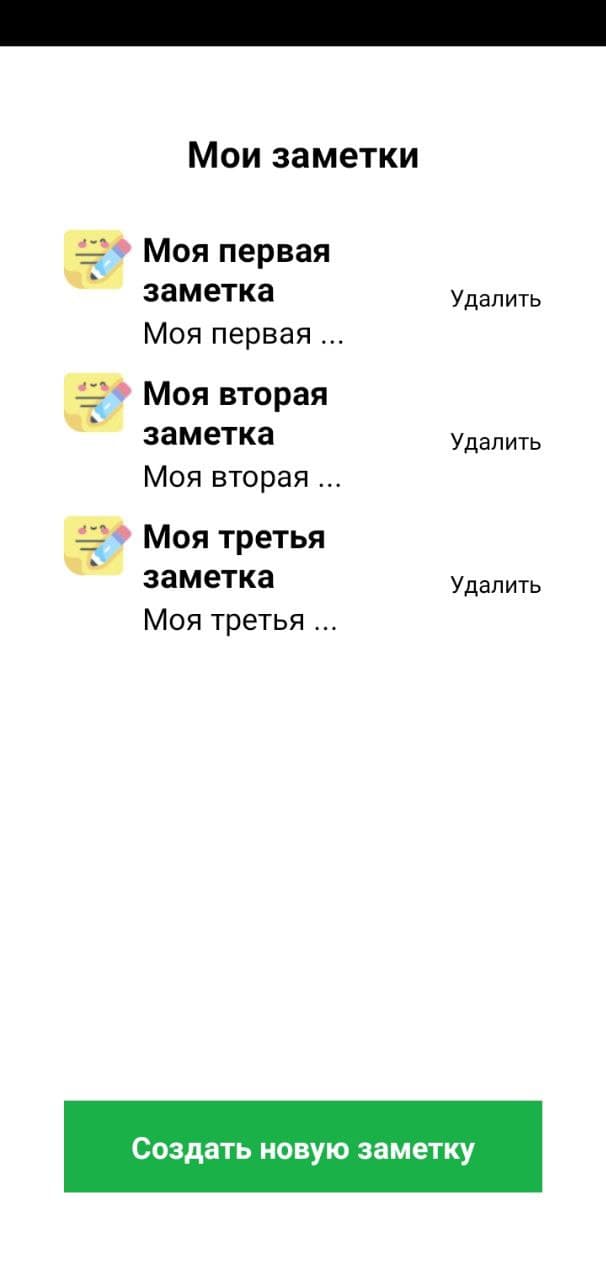 Мои заметки
Моя первая
заметка
Удалить
Моя первая ...
Моя вторая
заметка
Удалить
Моя вторая ...
Моя третья
заметка
Удалить
Моя третья ...
Создать новую заметку